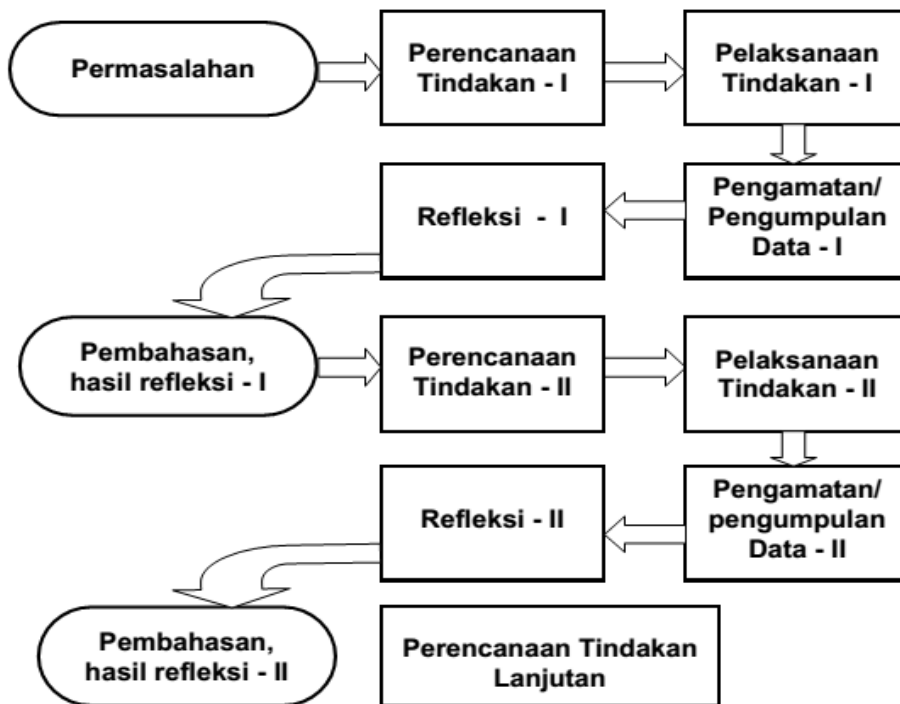 Permasalahan
Perencanaan
Tindakan - I
Pelaksanaan
Tindakan - I
Pengamatan/
Pengumpulan
Data - I
Refleksi - I
Pembahasan,
hasil refleksi - I
Perencanaan
Tindakan - II
Pelaksanaan
Tindakan - II
Pengamatan/
pengumpulan
Data - II
Refleksi - II
Pembahasan,
hasil refleksi - II
Perencanaan Tindakan
Lanjutan